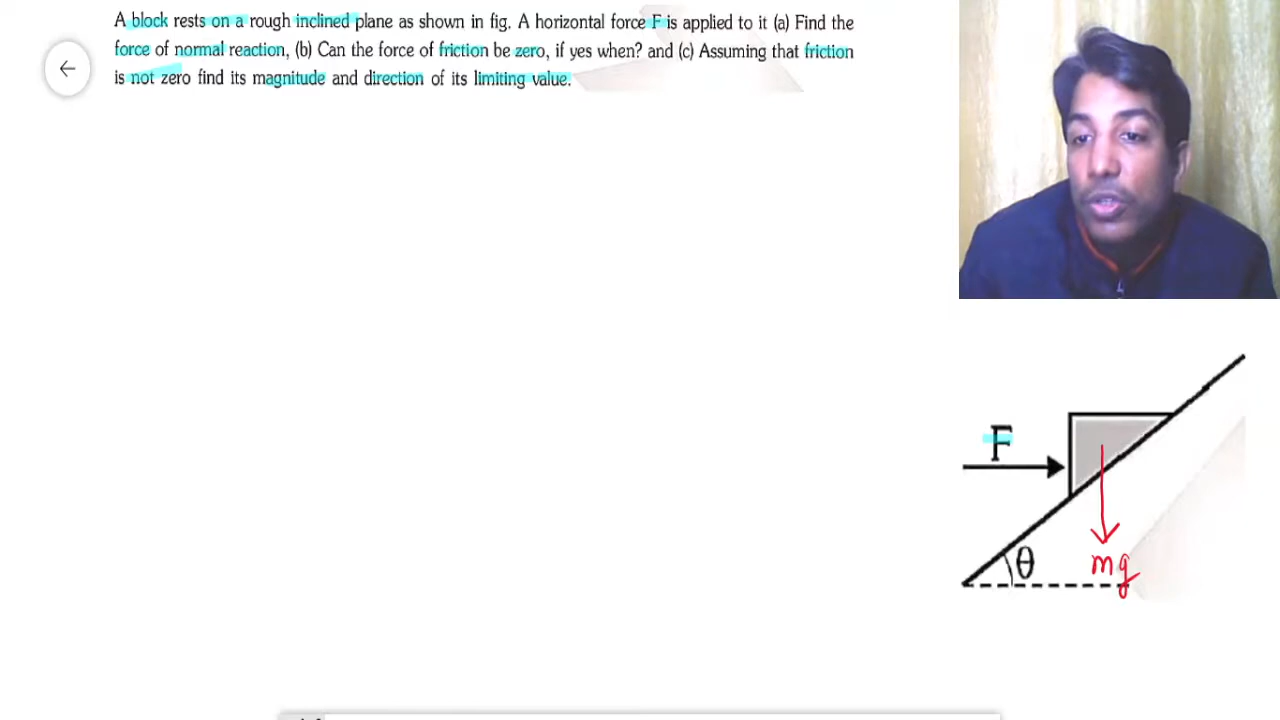 A block rests on a rough inclined plane as shown in fig. A horizontal force F is applied to it (a) Find the
force of normal reaction, (b) Can the force of friction be zero, if yes when? and (c) Assuming that friction
is not zero find its magnitude and direction of its limiting value.
F
θ
mg